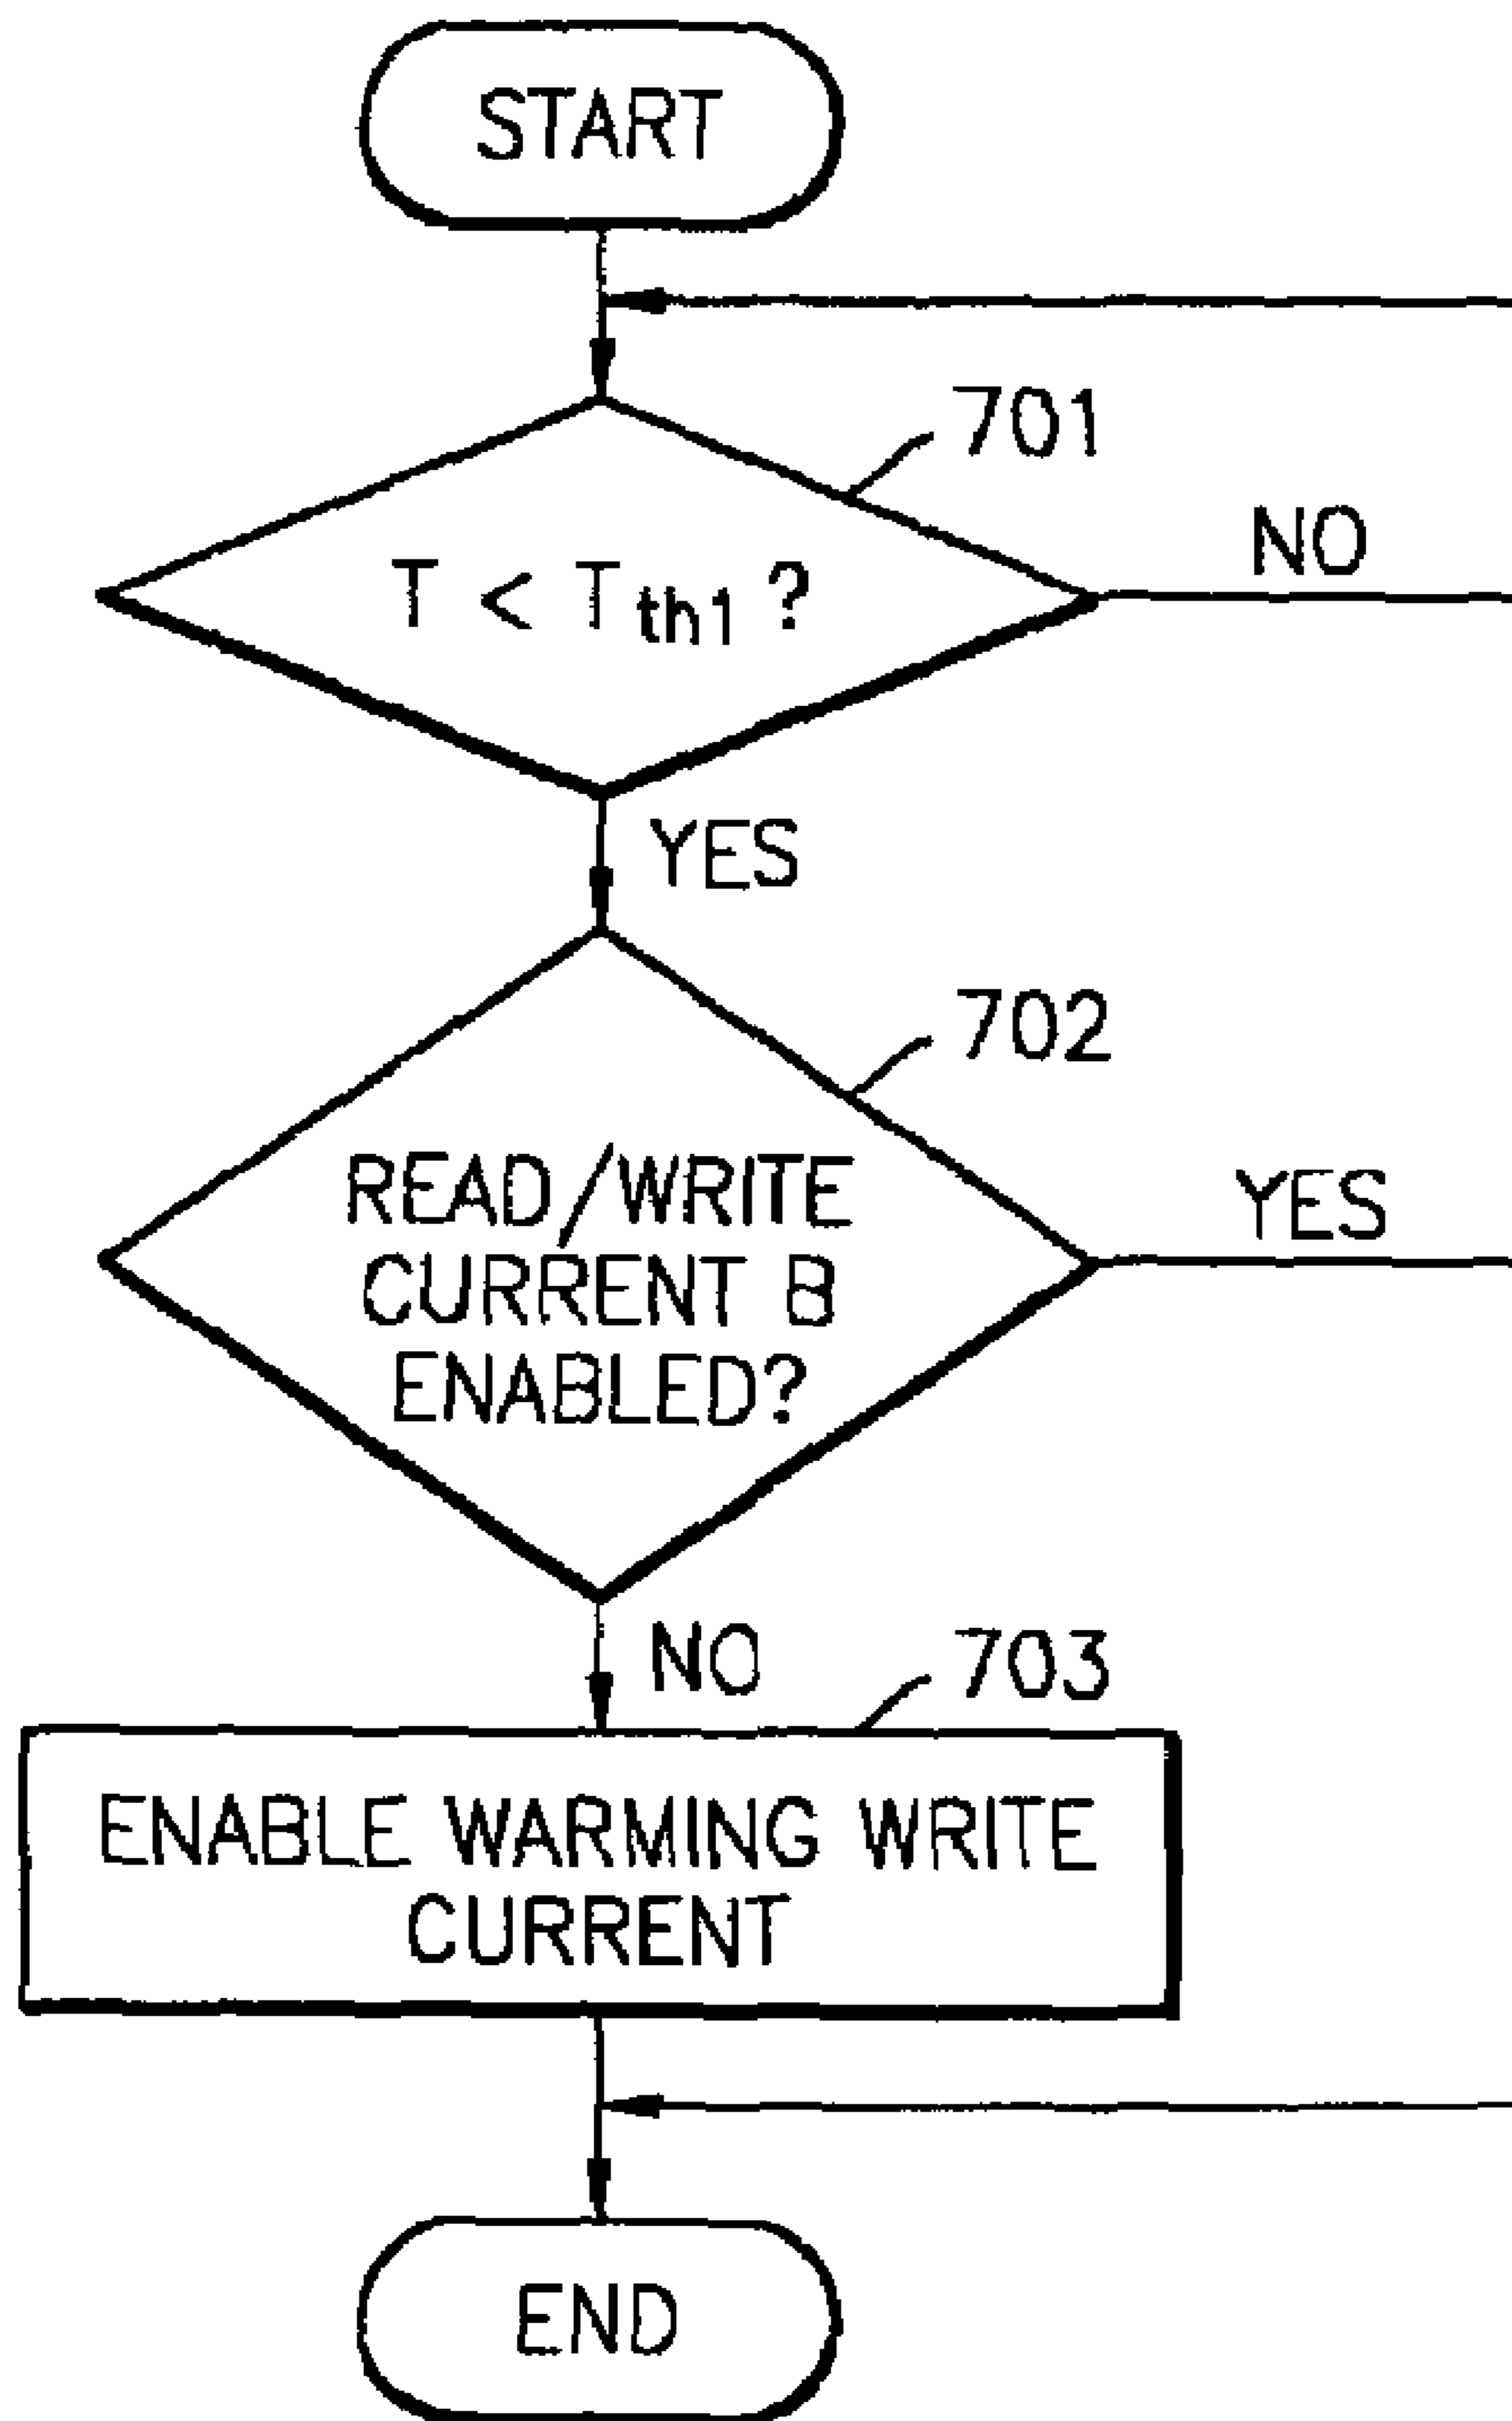 START
701
NO
T < Tth1 ?
YES
702
READ/WRITE
YES
CURRENT B
ENABLED?
NO
703
ENABLE WARMING WRITE
CURRENT
END